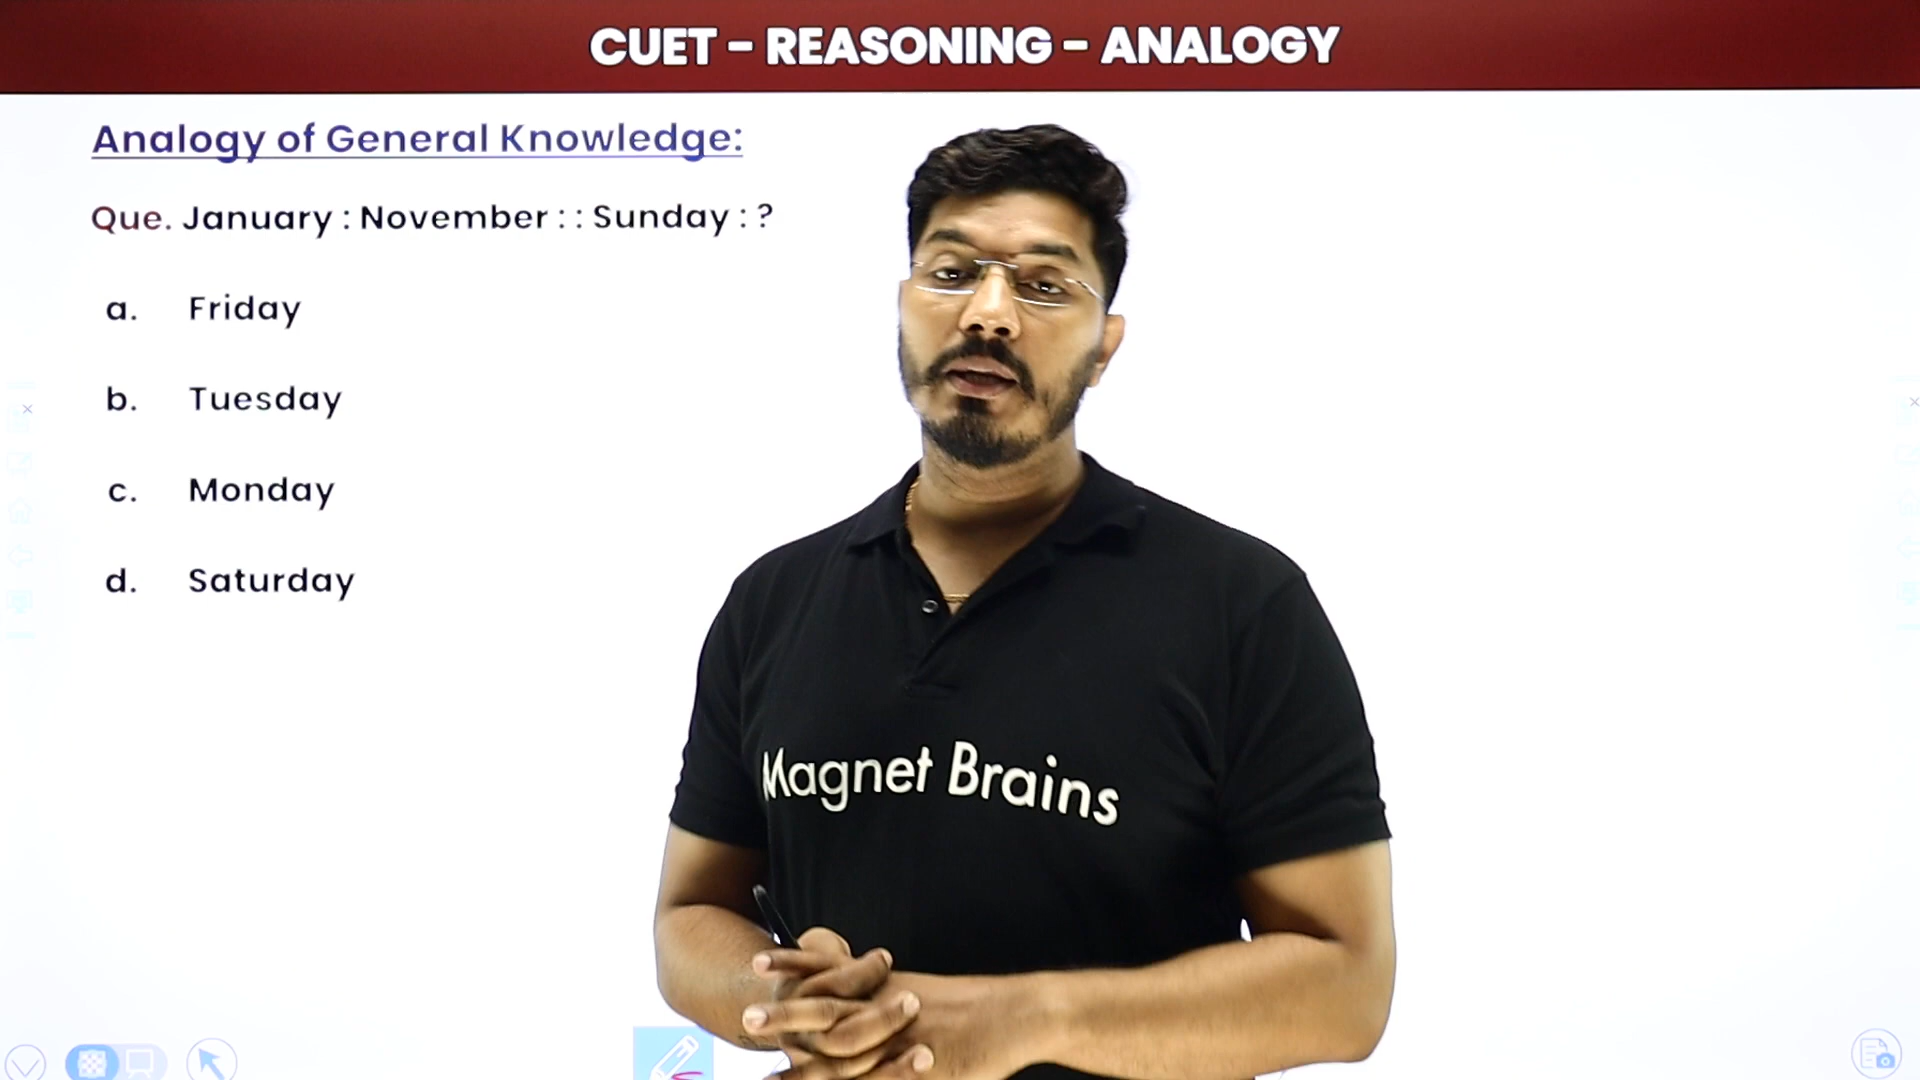 CUET – REASONING – ANALOGY
Analogy of General Knowledge:
Que. January : November : : Sunday : ?
a. Friday
b. Tuesday
c. Monday
d. Saturday
Magnet Brains